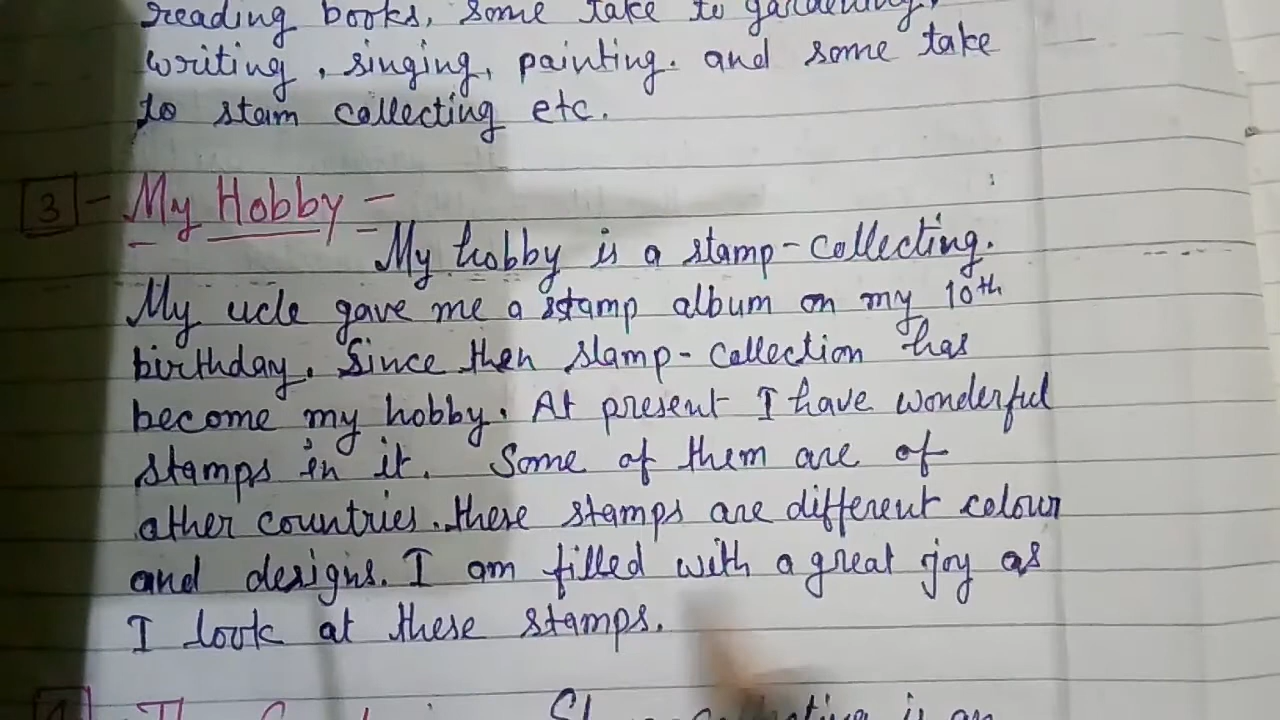 reading books, some take to gardening,
writing, singing, painting. and some take
to stam collecting etc.
3 - My Hobby -
My hobby is a stamp-collecting.
My ucle gave me a stamp album on my 10th
birthday. Since then stamp-collection has
become my hobby. At present I have wonderful
stamps in it. Some of them are of
other countries. these stamps are different colour
and designs. I am filled with a great joy as
I look at these stamps.
is an